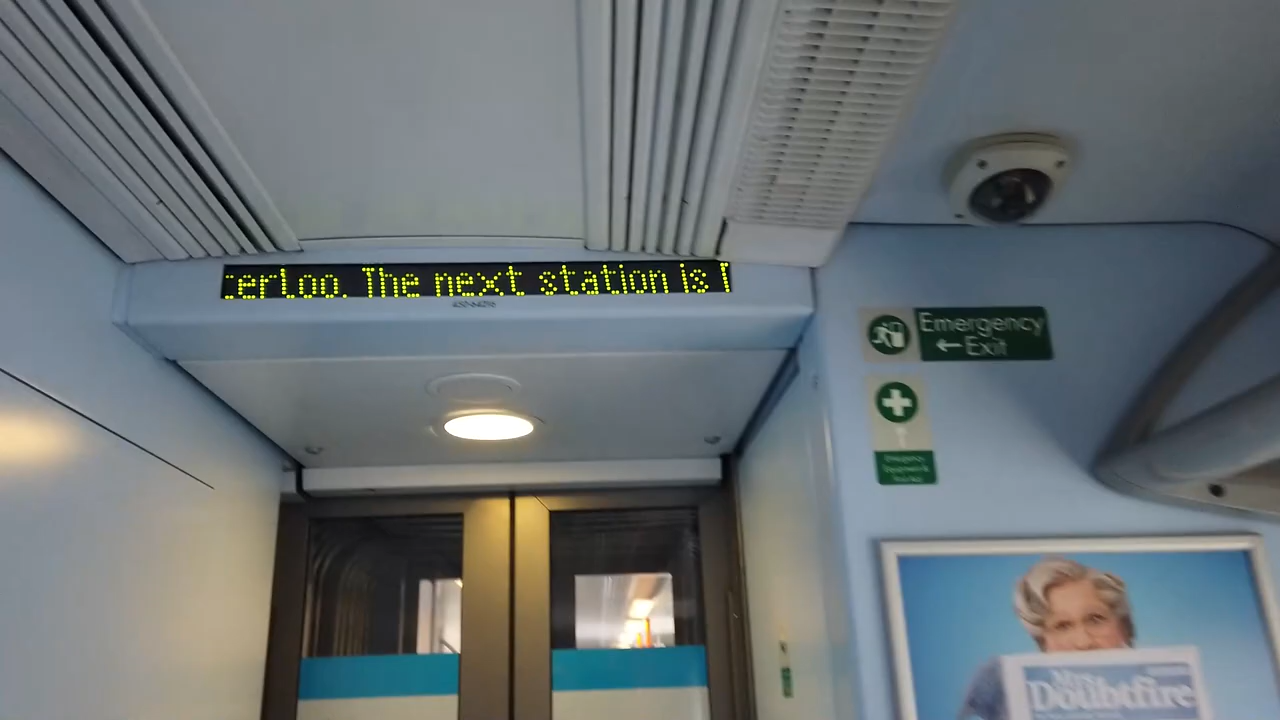 erloo. The next station is
Emergency
← Exit
Mrs.
Doubtfire